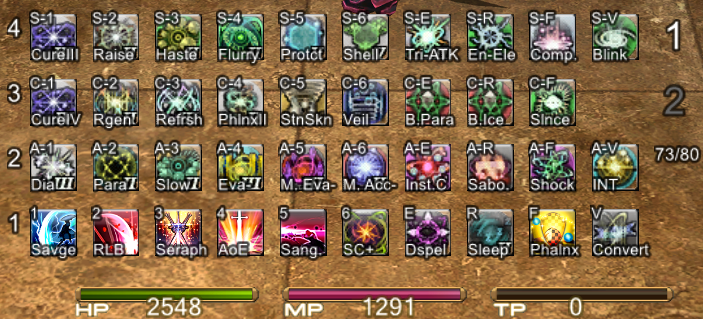 4 S-1 S-2 S-3 S-4 S-5 S-6 S-E S-R S-F S-V 1
CureIII Raise Haste Flurry Protct Shell Tri-ATK En-Ele Comp. Blink
3 C-1 C-2 C-3 C-4 C-5 C-6 C-E C-R C-F 2
CureIV Rgen Refrsh PhlnxII StnSkn Veil B.Para B.Ice Slnce
2 A-1 A-2 A-3 A-4 A-5 A-6 A-E A-R A-F A-V 73/80
DiaIII Para Slow Eva- M.Eva- M.Acc- Inst.C Sabo. Shock INT
1 1 2 3 4 5 6 E R F V
Savge RLB Seraph AoE Sang. SC+ Dspel Sleep Phalnx Convert
HP 2548 MP 1291 TP 0